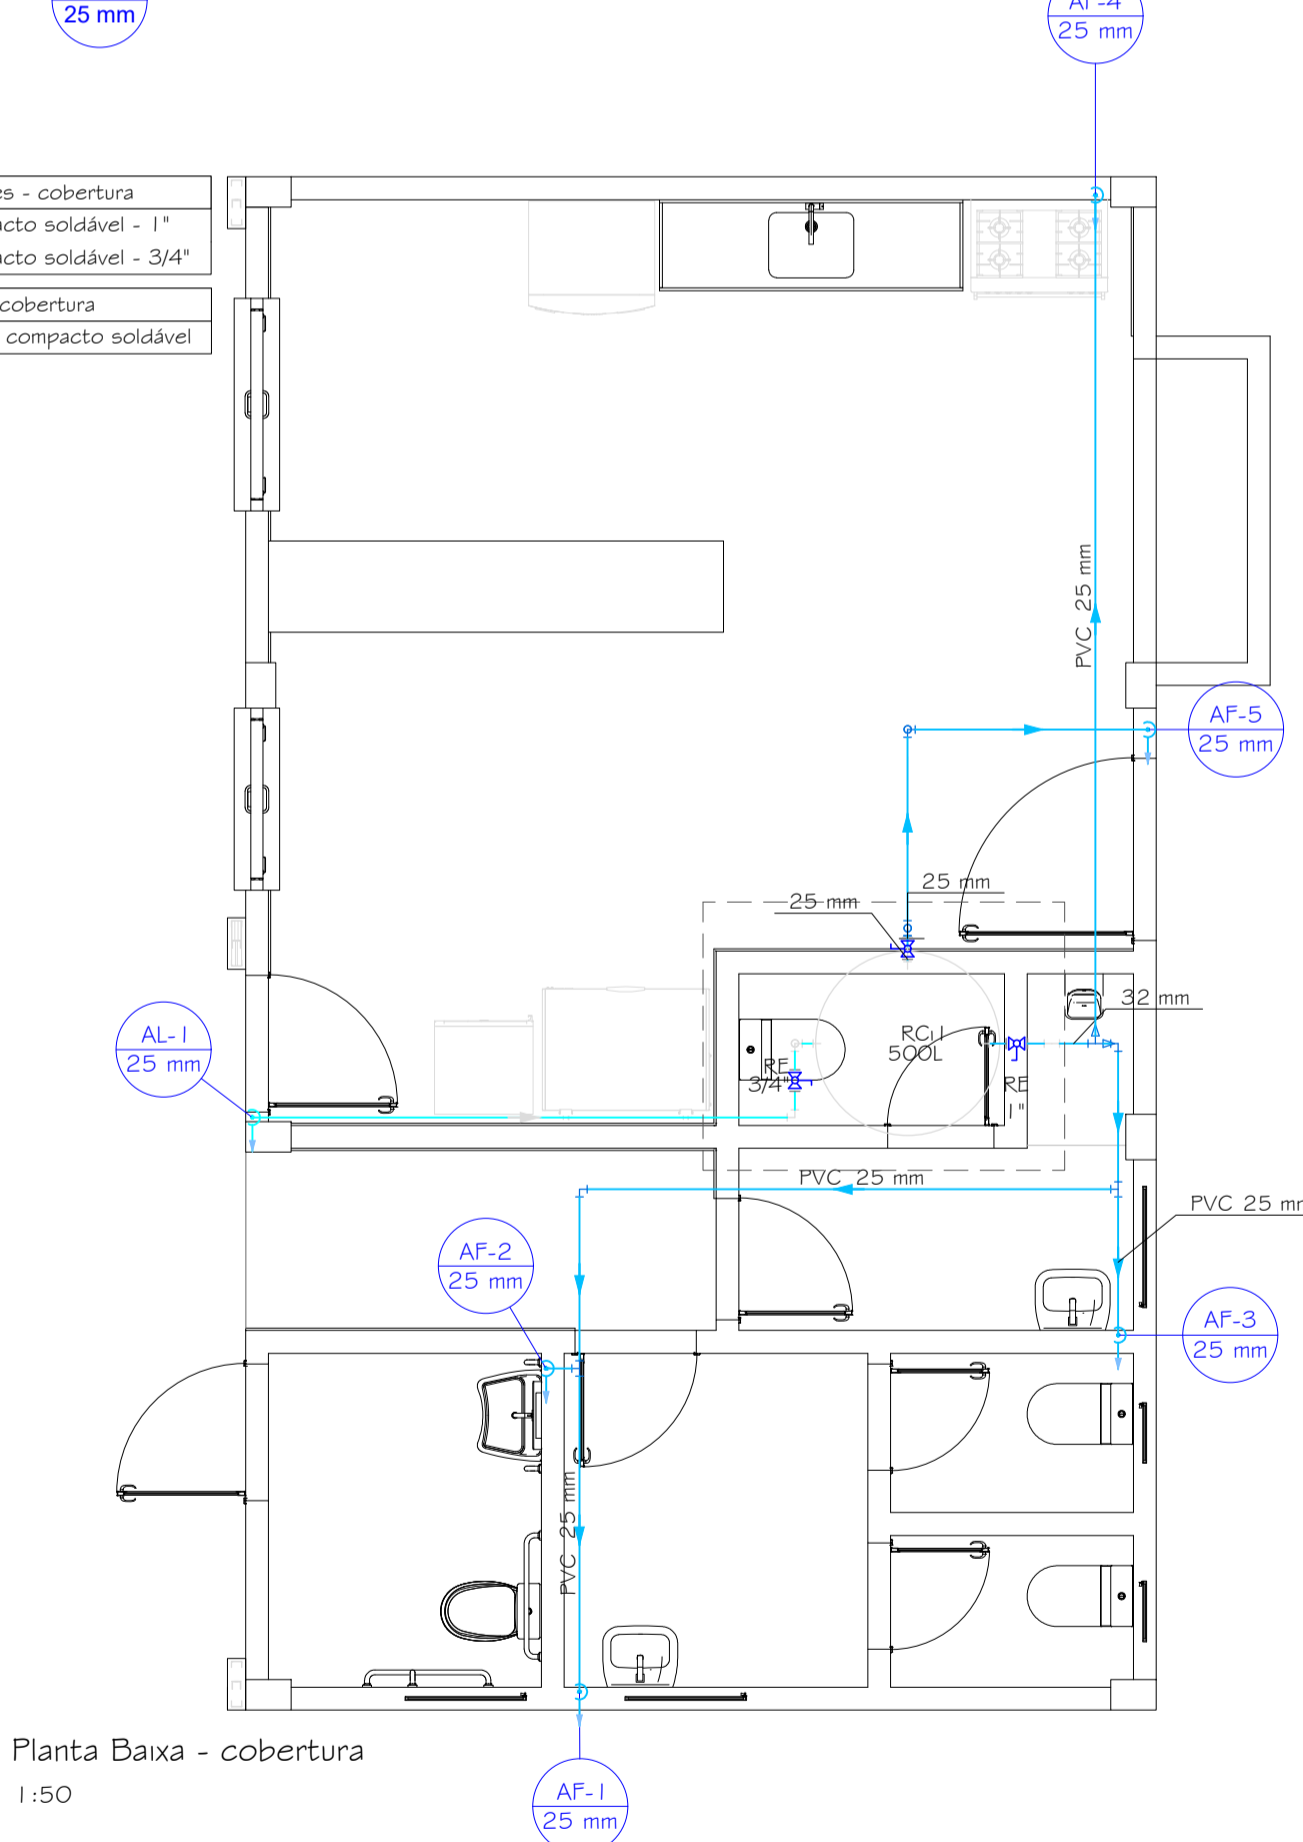 25 mm
AF-4
25 mm
es - cobertura
acto soldável - 1"
acto soldável - 3/4"
cobertura
compacto soldável
PVC 25 mm
AF-5
25 mm
25 mm
25 mm
AL-1
25 mm
32 mm
RC 1
500L
RE
3/4"
RE
1"
PVC 25 mm
PVC 25 mm
AF-2
25 mm
AF-3
25 mm
PVC 25 mm
Planta Baixa - cobertura
1:50
AF-1
25 mm